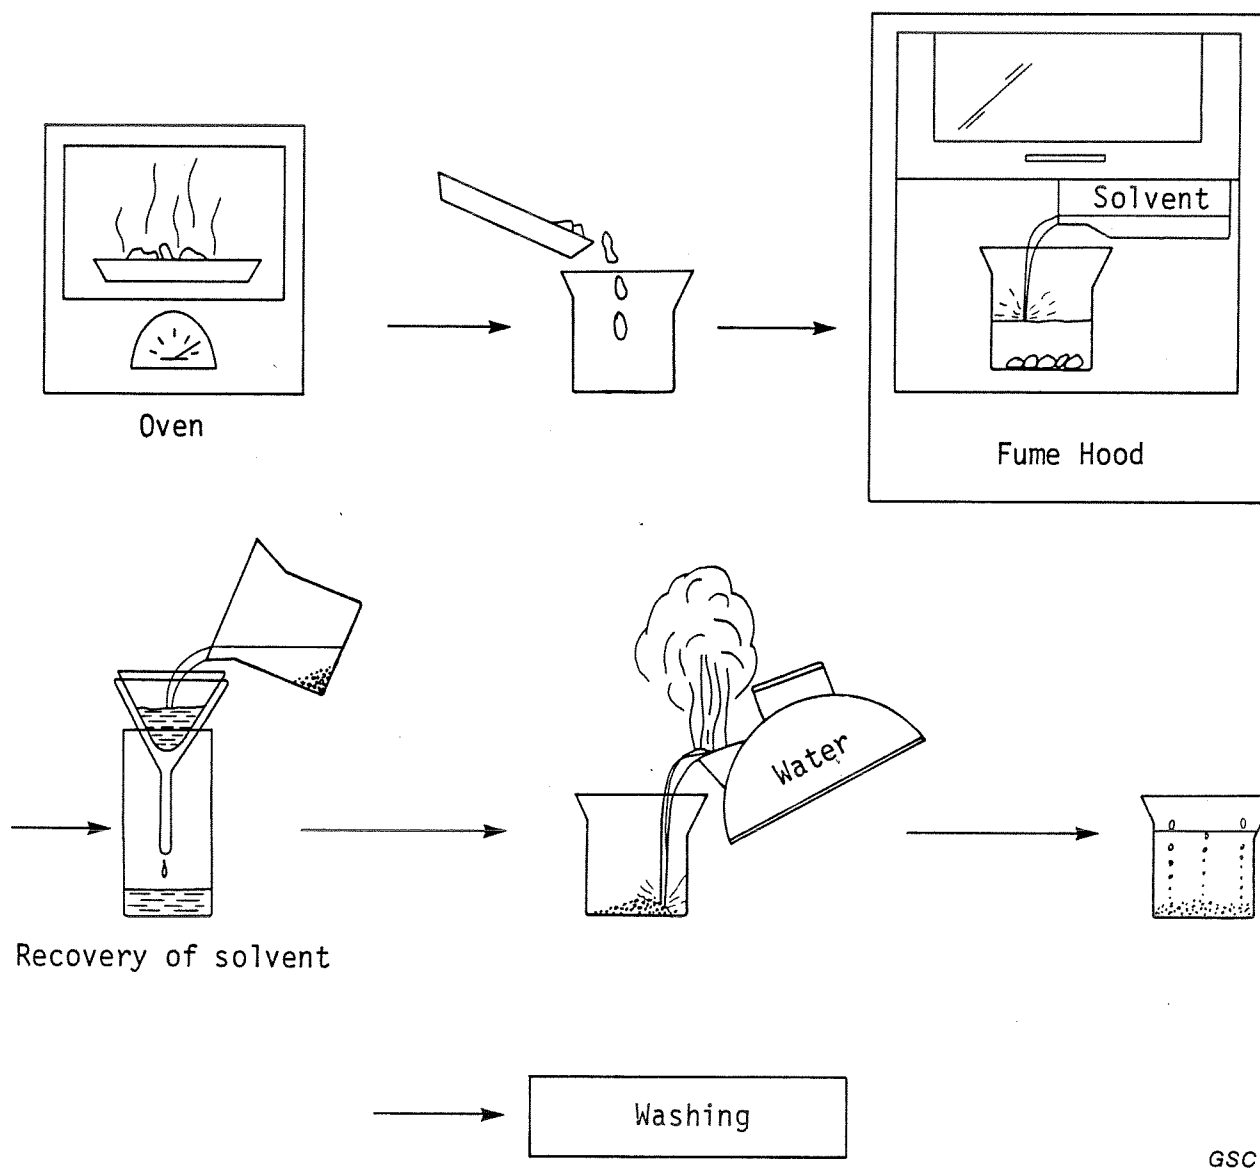 Solvent
Oven
Fume Hood
Water
Recovery of solvent
Washing
GSC